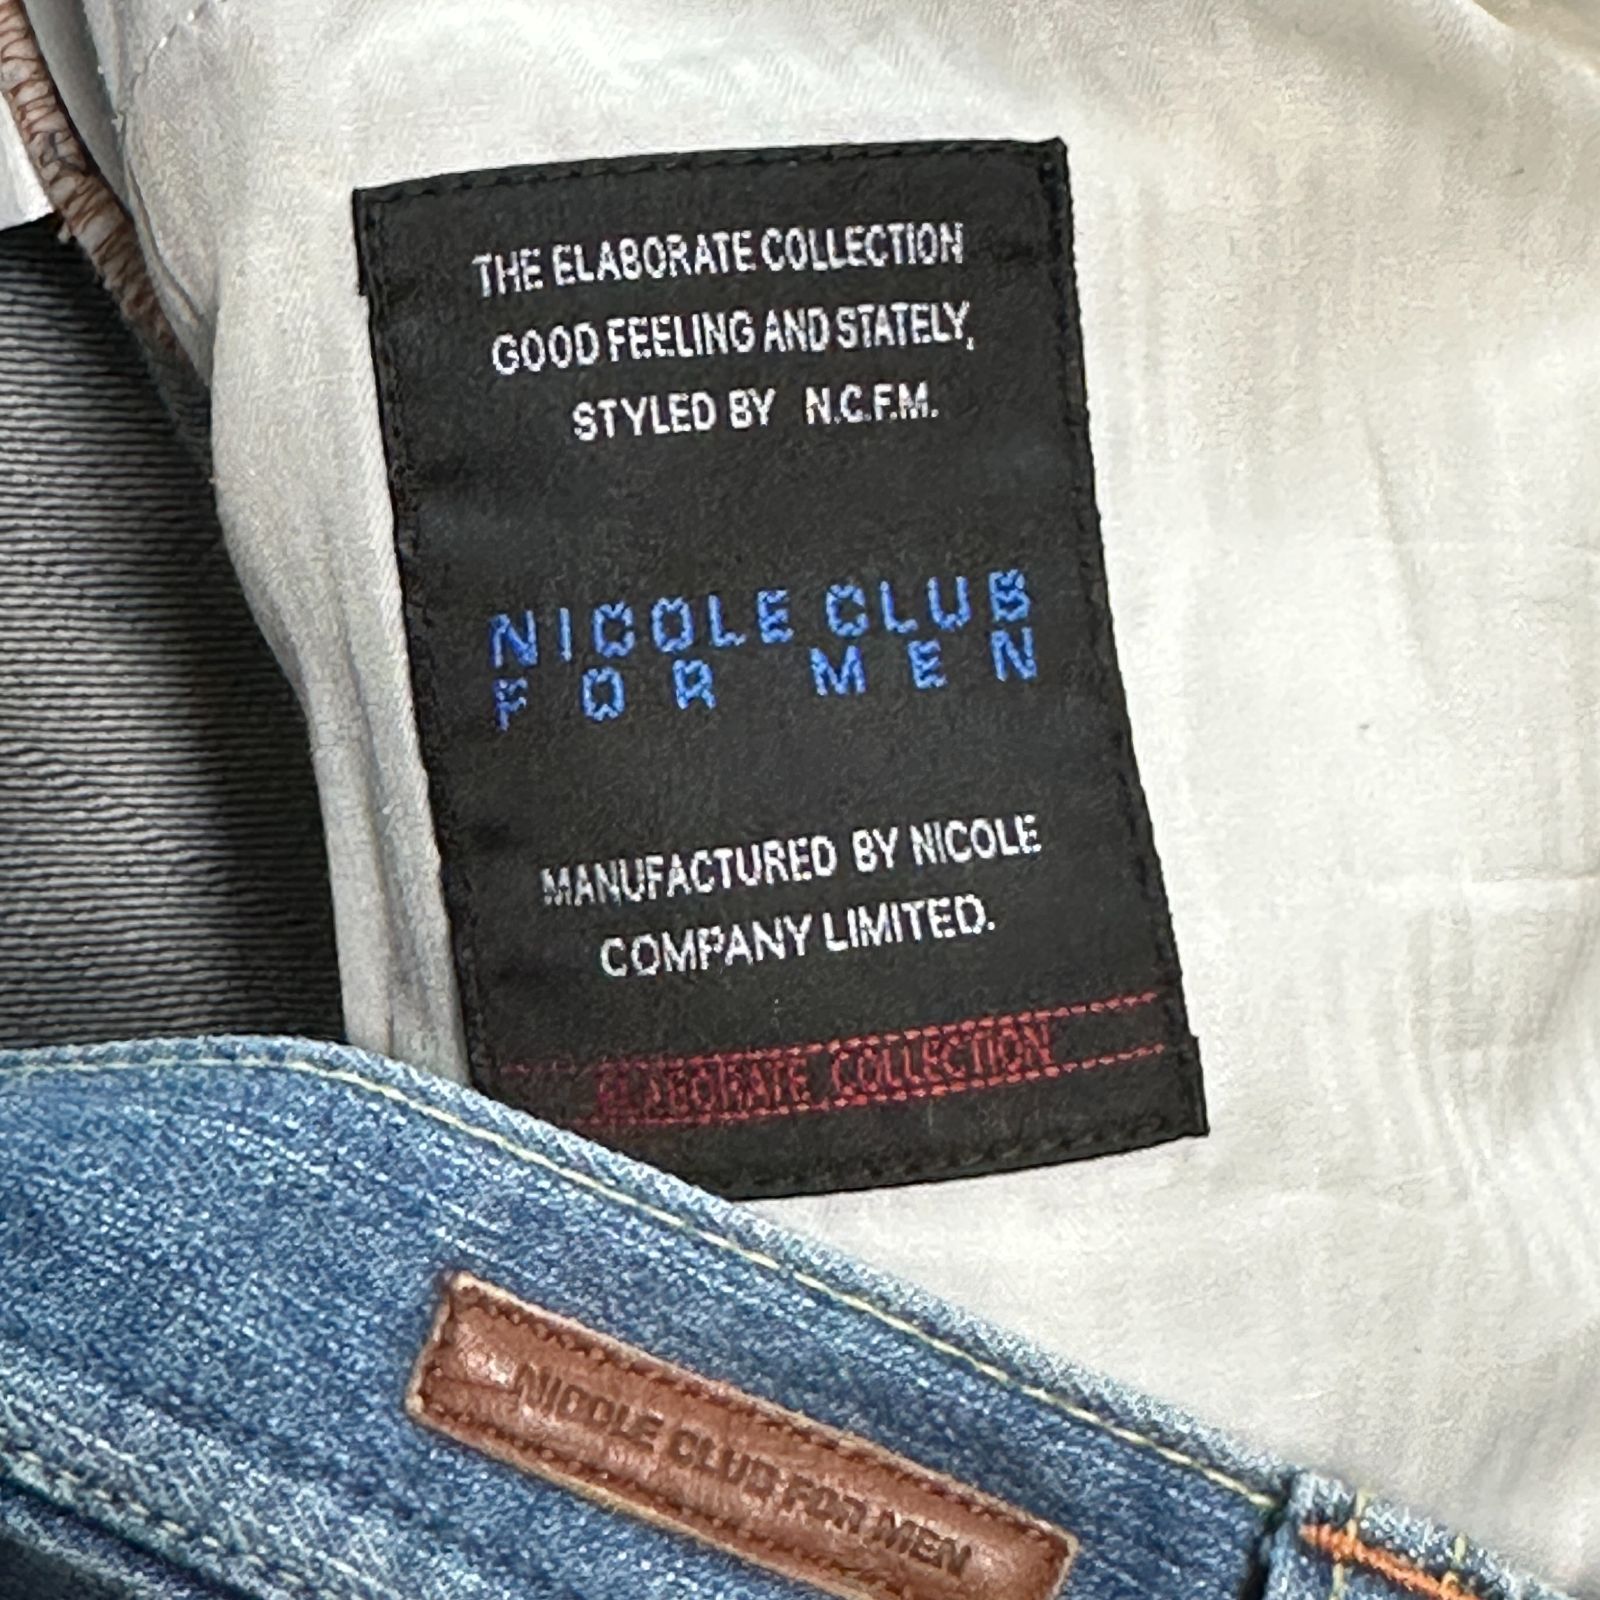 THE ELABORATE COLLECTION
GOOD FEELING AND STATELY,
STYLED BY N.C.F.M.
NICOLE CLUB
FOR MEN
MANUFACTURED BY NICOLE
COMPANY LIMITED.
ELABORATE COLLECTION
NICOLE CLUB FOR MEN